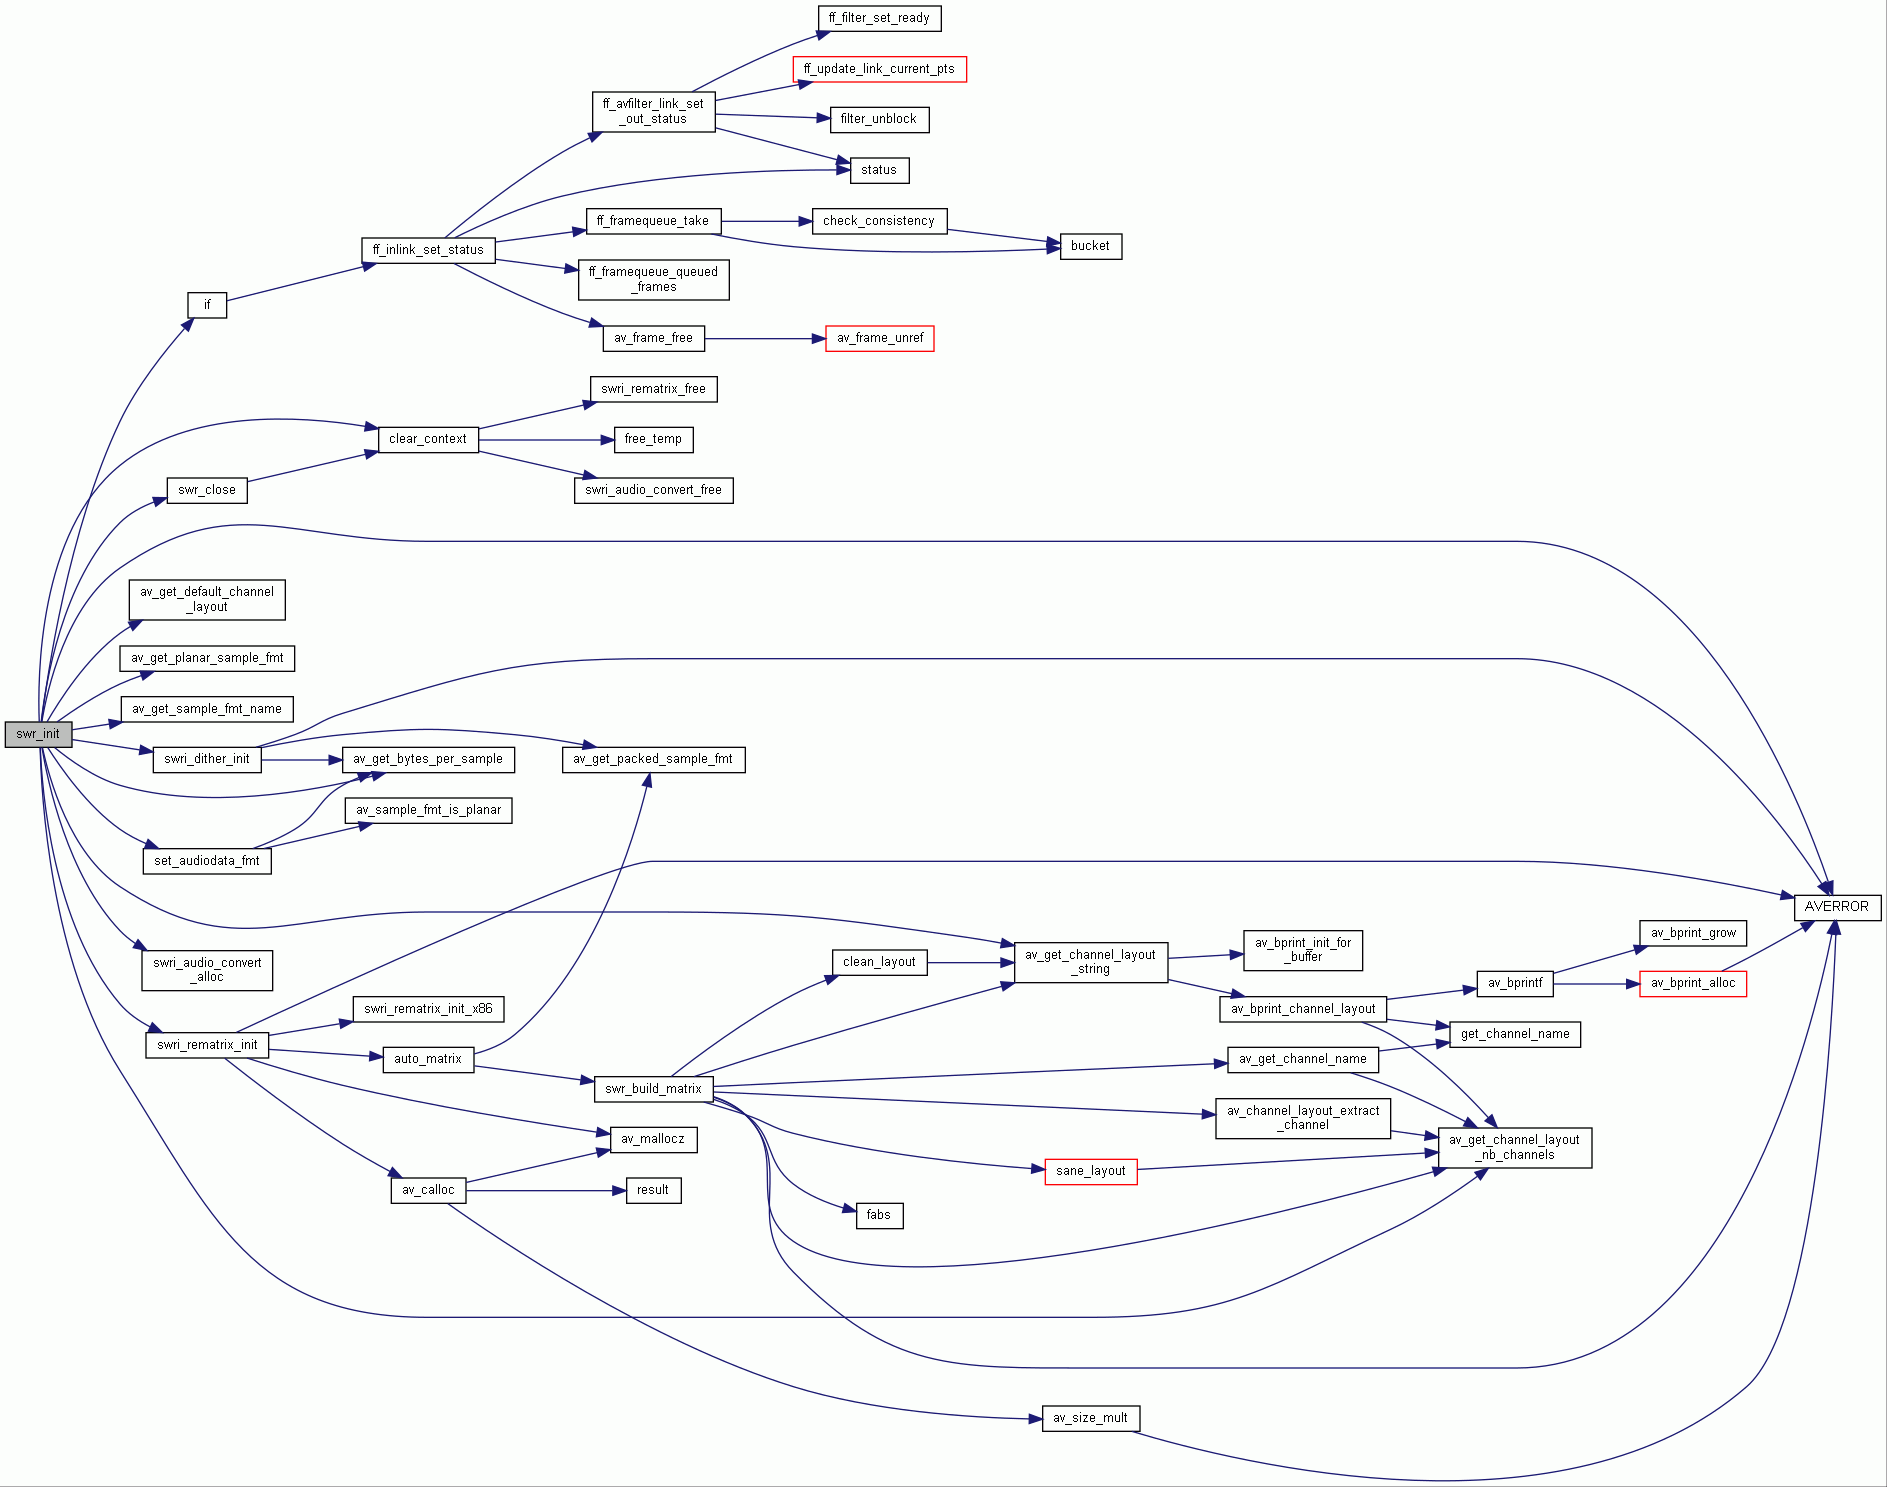 ff_filter_set_ready
ff_update_link_current_pts
ff_avfilter_link_set
_out_status
filter_unblock
status
ff_framequeue_take
check_consistency
bucket
ff_inlink_set_status
ff_framequeue_queued
_frames
if
av_frame_free
av_frame_unref
swri_rematrix_free
clear_context
free_temp
swr_close
swri_audio_convert_free
av_get_default_channel
_layout
av_get_planar_sample_fmt
av_get_sample_fmt_name
swr_init
swri_dither_init
av_get_bytes_per_sample
av_get_packed_sample_fmt
av_sample_fmt_is_planar
set_audiodata_fmt
AVERROR
av_bprint_grow
av_bprint_init_for
_buffer
clean_layout
av_get_channel_layout
_string
swri_audio_convert
_alloc
av_bprintf
av_bprint_alloc
swri_rematrix_init_x86
av_bprint_channel_layout
get_channel_name
swri_rematrix_init
auto_matrix
av_get_channel_name
swr_build_matrix
av_channel_layout_extract
_channel
av_mallocz
av_get_channel_layout
_nb_channels
sane_layout
av_calloc
result
fabs
av_size_mult